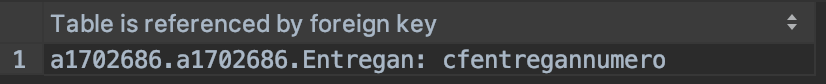 Table is referenced by foreign key
1 a1702686.a1702686.Entregan: cfentregannumero